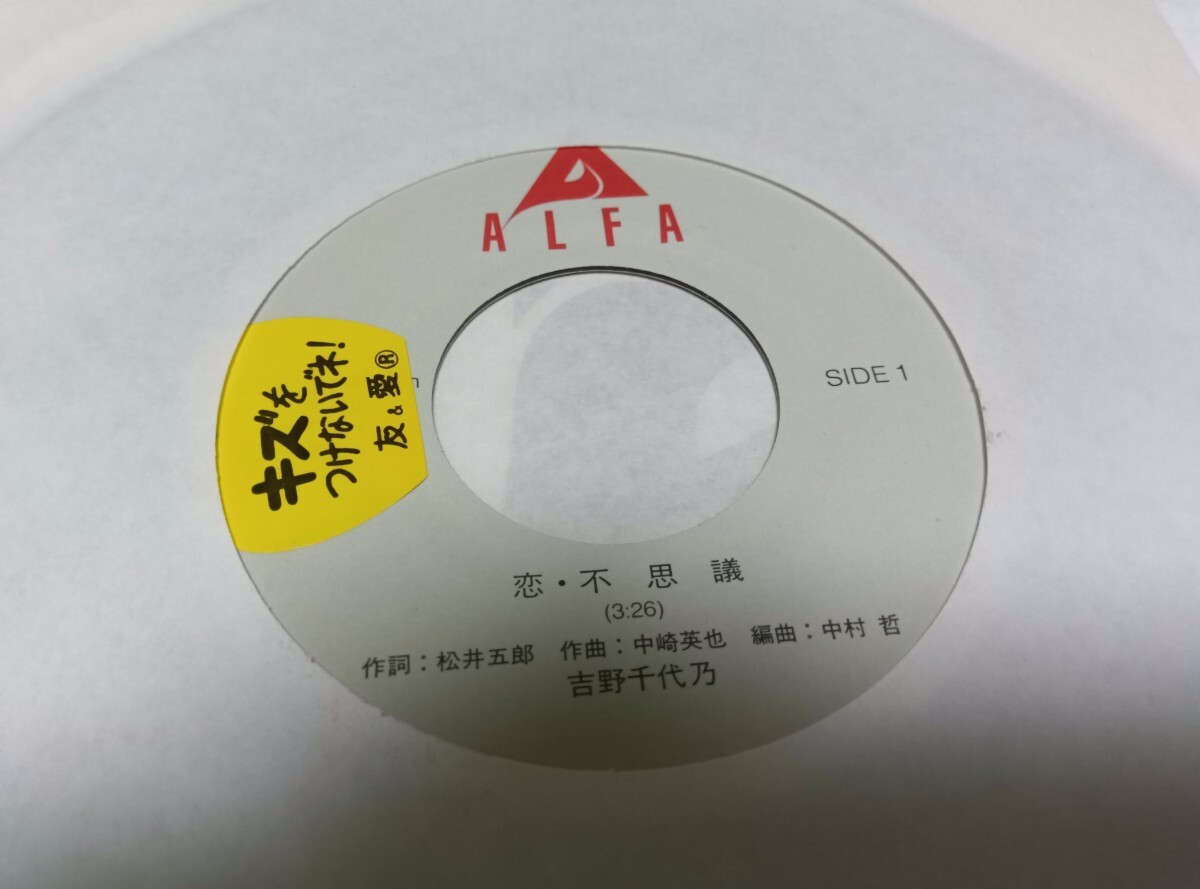 ALFA
SIDE 1
キズを
つけないでネ!
友&愛®
恋・不思議
(3:26)
作詞:松井五郎 作曲:中崎英也 編曲:中村 哲
吉野千代乃